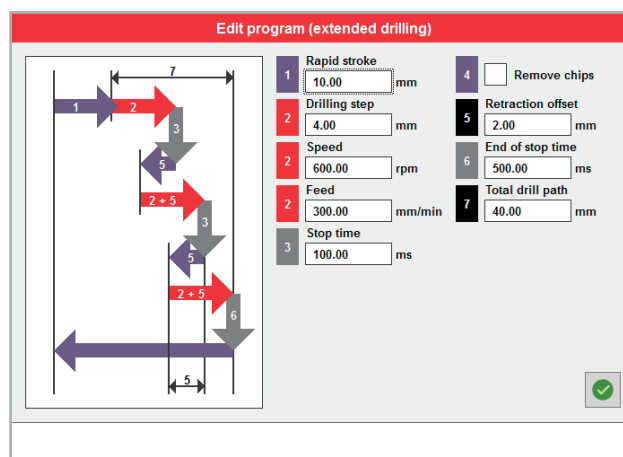 Edit program (extended drilling)
7
1
2
3
5
2 + 5
3
5
2 + 5
6
5
1
Rapid stroke
10.00 mm
2
Drilling step
4.00 mm
2
Speed
600.00 rpm
2
Feed
300.00 mm/min
3
Stop time
100.00 ms
4
Remove chips
5
Retraction offset
2.00 mm
6
End of stop time
500.00 ms
7
Total drill path
40.00 mm